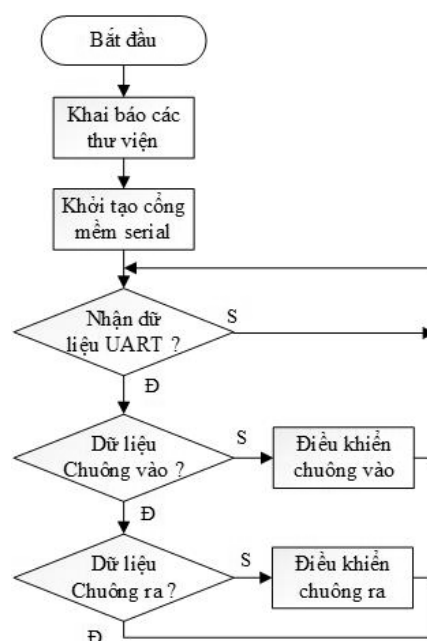 Bắt đầu
Khai báo các
thư viện
Khởi tạo cổng
mềm serial
Nhận dữ
liệu UART ?
S
Đ
Dữ liệu
Chuông vào ?
S
Điều khiển
chuông vào
Đ
Dữ liệu
Chuông ra ?
S
Điều khiển
chuông ra
Đ